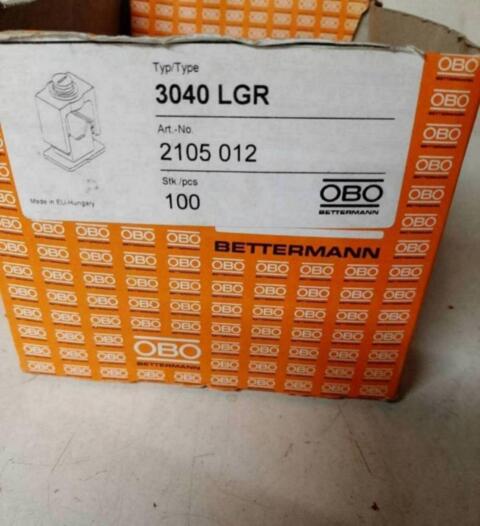 Typ/Type
3040 LGR
Art.-No.
2105 012
Stk./pcs
100
Made in EU-Hungary
OBO
BETTERMANN
BETTERMANN
OBO
BETTERMANN